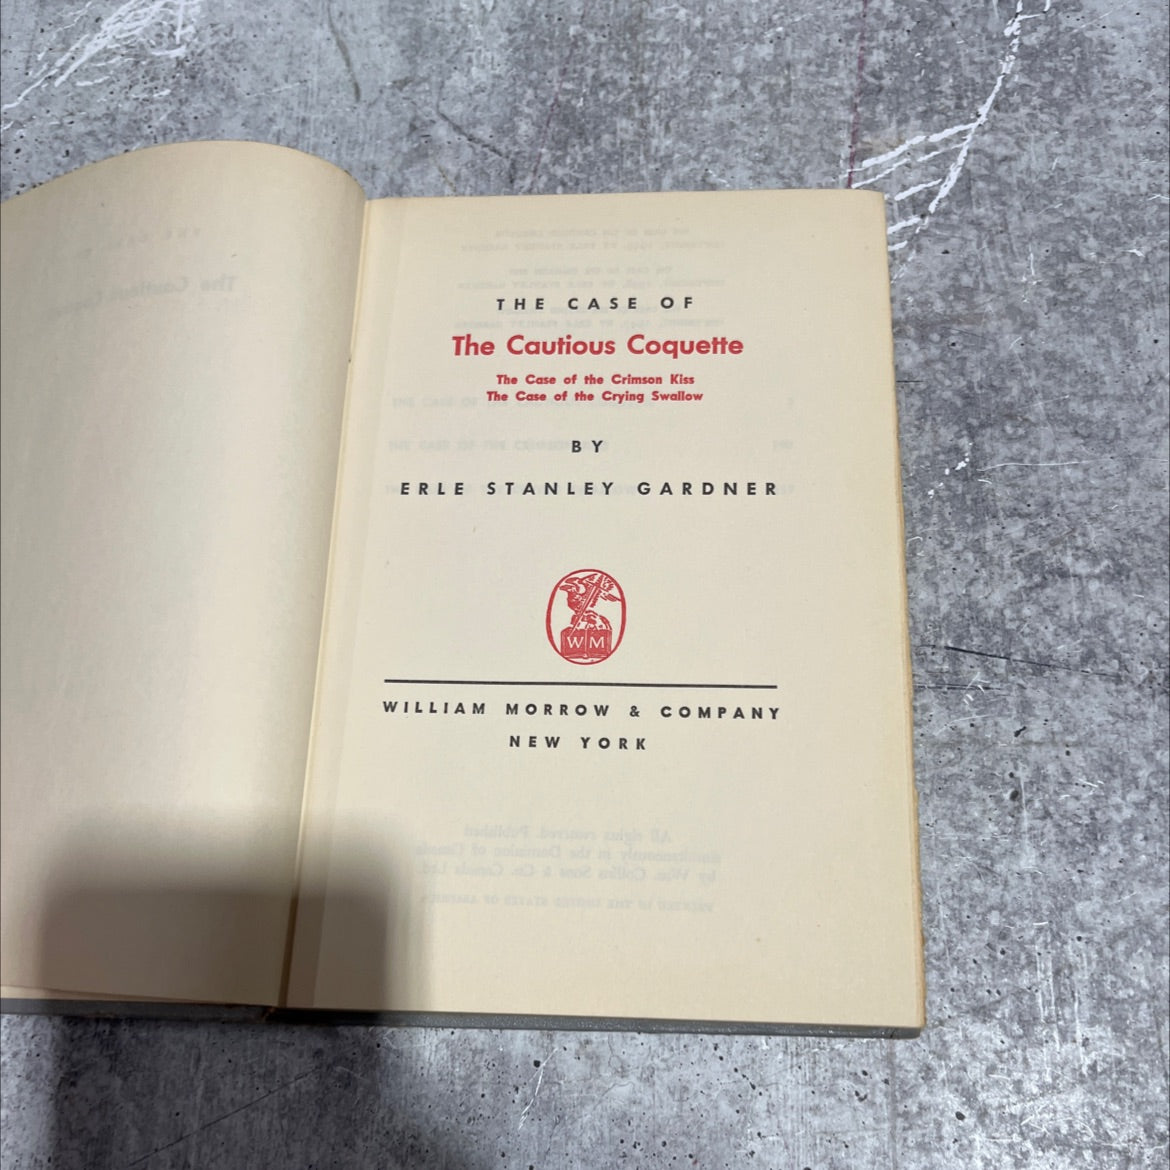 THE CASE OF
The Cautious Coquette
The Case of the Crimson Kiss
The Case of the Crying Swallow
BY
ERLE STANLEY GARDNER
WM
WILLIAM MORROW & COMPANY
NEW YORK